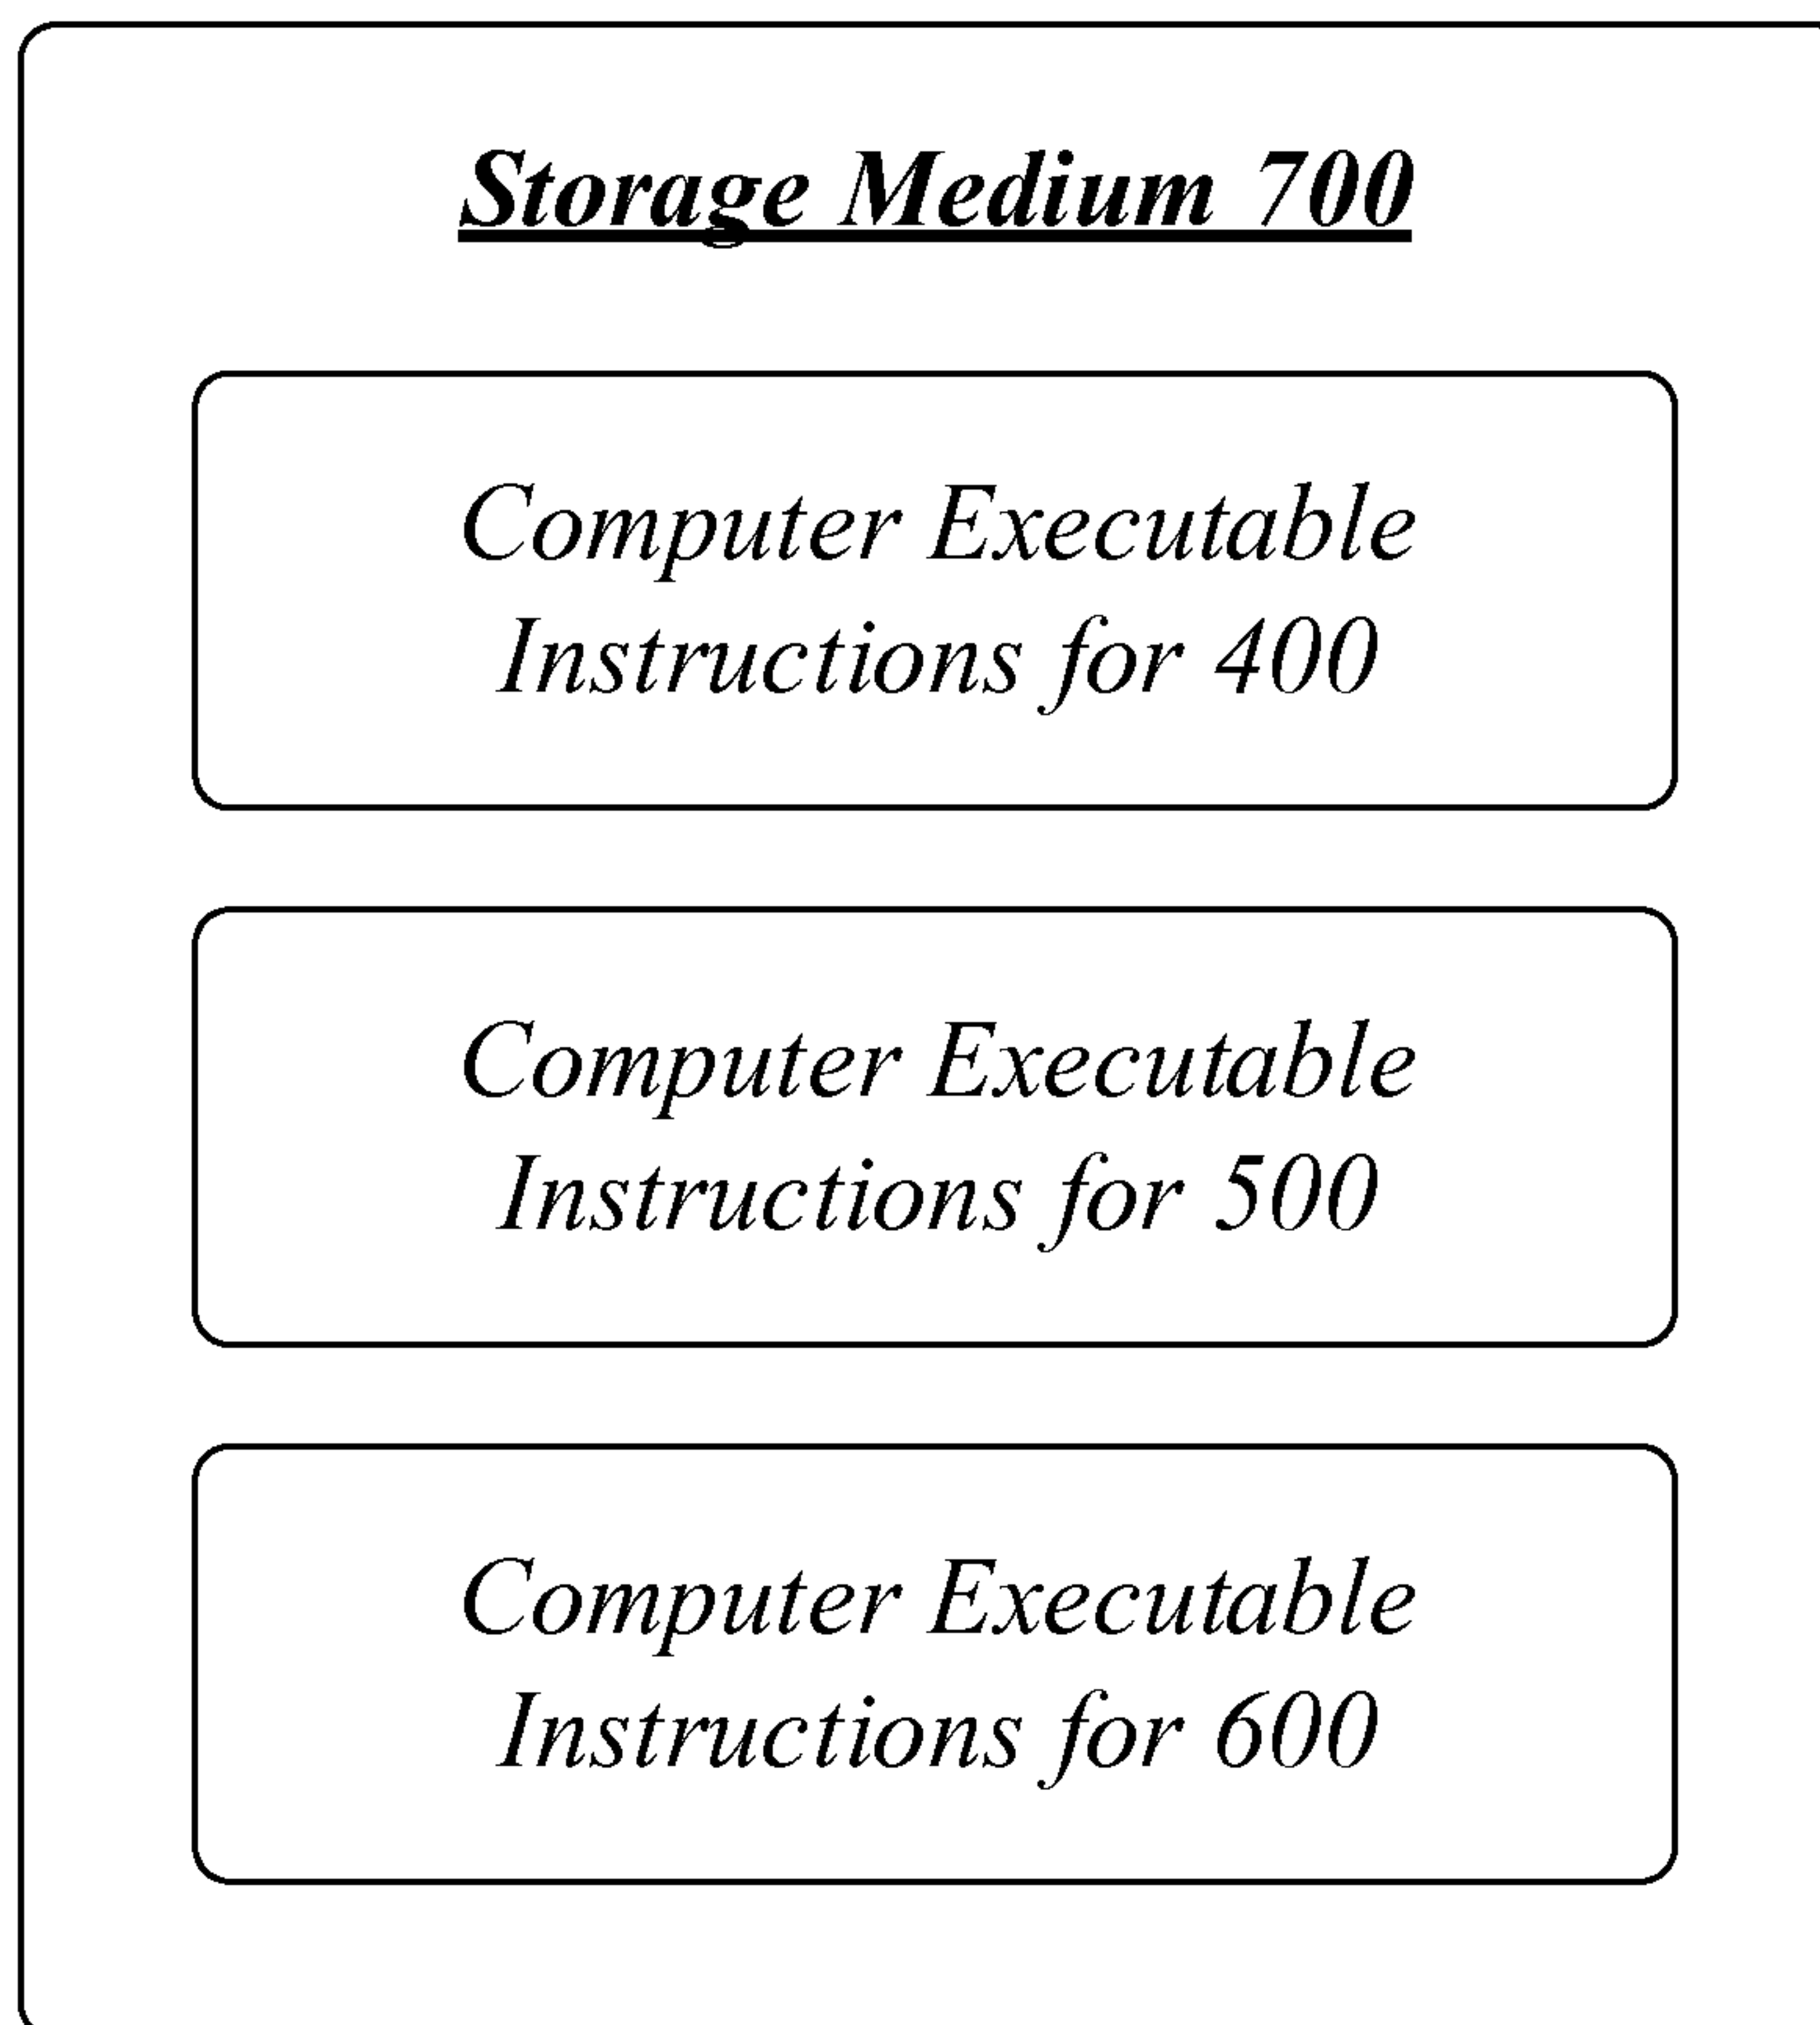 Storage Medium 700
Computer Executable
Instructions for 400
Computer Executable
Instructions for 500
Computer Executable
Instructions for 600